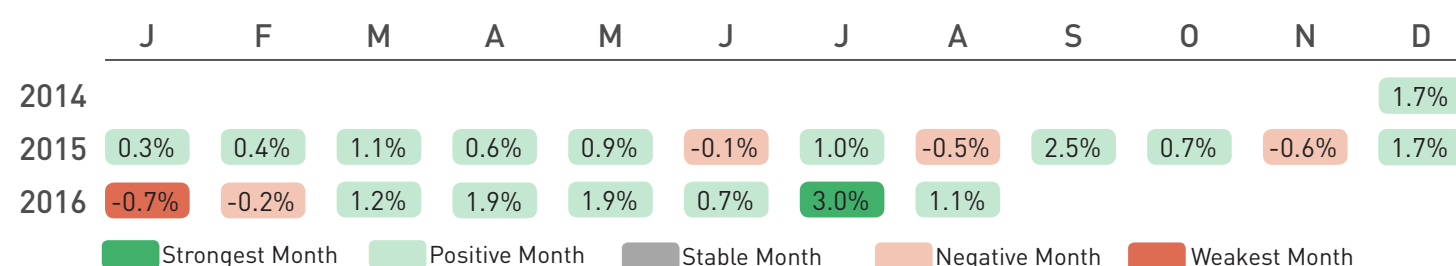 J F M A M J J A S O N D
2014 1.7%
2015 0.3% 0.4% 1.1% 0.6% 0.9% -0.1% 1.0% -0.5% 2.5% 0.7% -0.6% 1.7%
2016 -0.7% -0.2% 1.2% 1.9% 1.9% 0.7% 3.0% 1.1%
Strongest Month Positive Month Stable Month Negative Month Weakest Month